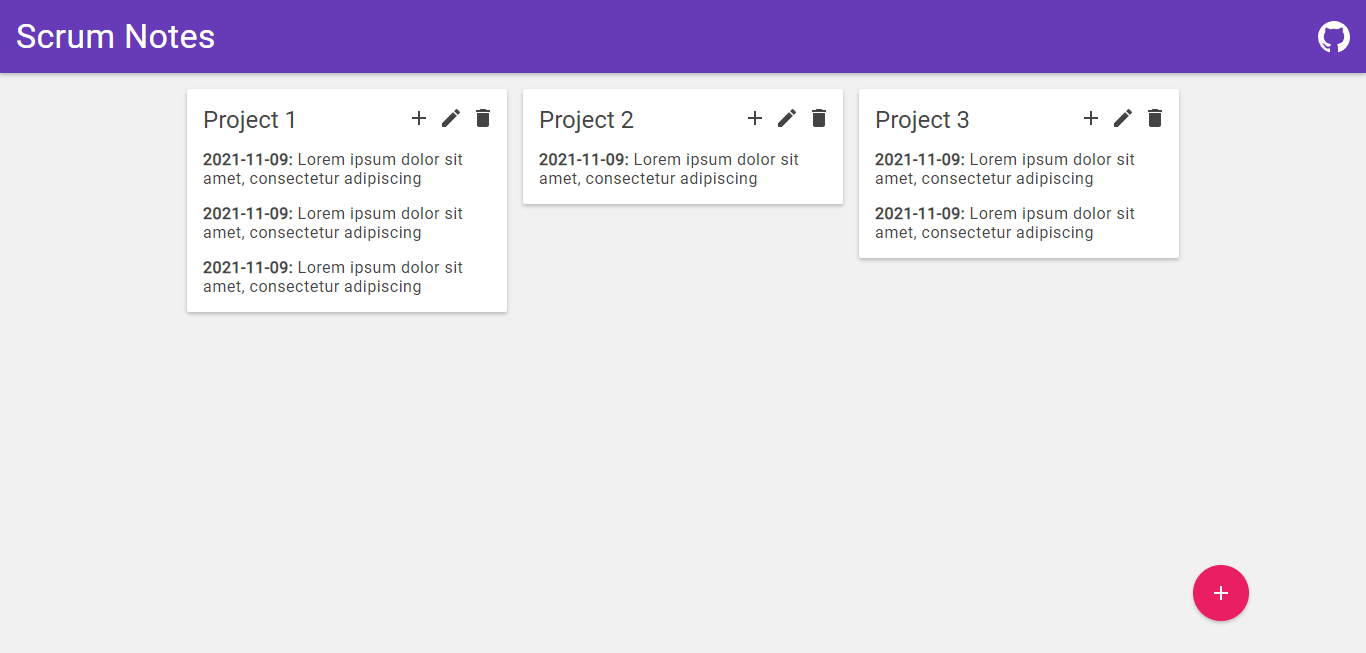 Scrum Notes
Project 1
2021-11-09: Lorem ipsum dolor sit
amet, consectetur adipiscing
2021-11-09: Lorem ipsum dolor sit
amet, consectetur adipiscing
2021-11-09: Lorem ipsum dolor sit
amet, consectetur adipiscing
Project 2
2021-11-09: Lorem ipsum dolor sit
amet, consectetur adipiscing
Project 3
2021-11-09: Lorem ipsum dolor sit
amet, consectetur adipiscing
2021-11-09: Lorem ipsum dolor sit
amet, consectetur adipiscing